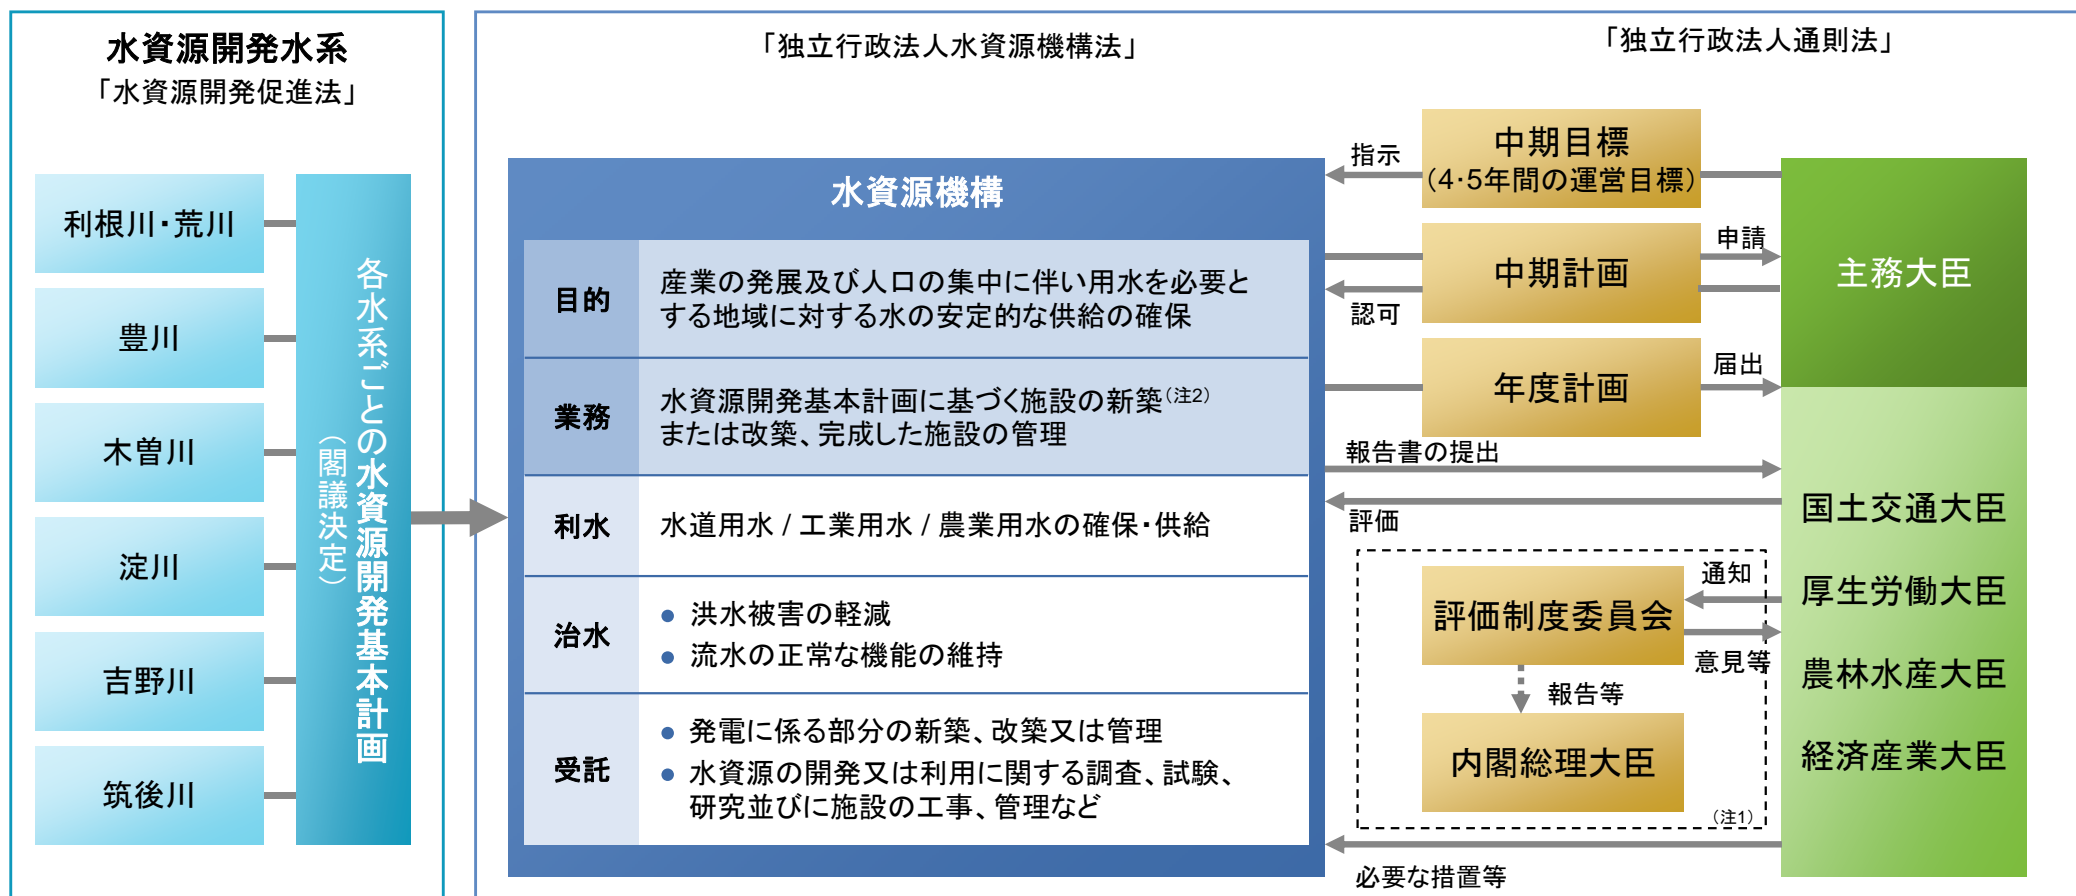 水資源開発水系
「水資源開発促進法」
利根川・荒川
豊川
木曽川
淀川
吉野川
筑後川
各水系ごとの水資源開発基本計画
（閣議決定）
「独立行政法人水資源機構法」
「独立行政法人通則法」
水資源機構
目的
産業の発展及び人口の集中に伴い用水を必要と
する地域に対する水の安定的な供給の確保
業務
水資源開発基本計画に基づく施設の新築（注2）
または改築、完成した施設の管理
利水
水道用水 / 工業用水 / 農業用水の確保・供給
治水
● 洪水被害の軽減
● 流水の正常な機能の維持
受託
● 発電に係る部分の新築、改築又は管理
● 水資源の開発又は利用に関する調査、試験、
研究並びに施設の工事、管理など
指示
中期目標
（4・5年間の運営目標）
中期計画
申請
認可
年度計画
届出
報告書の提出
評価
評価制度委員会
通知
意見等
報告等
内閣総理大臣
（注1）
必要な措置等
主務大臣
国土交通大臣
厚生労働大臣
農林水産大臣
経済産業大臣